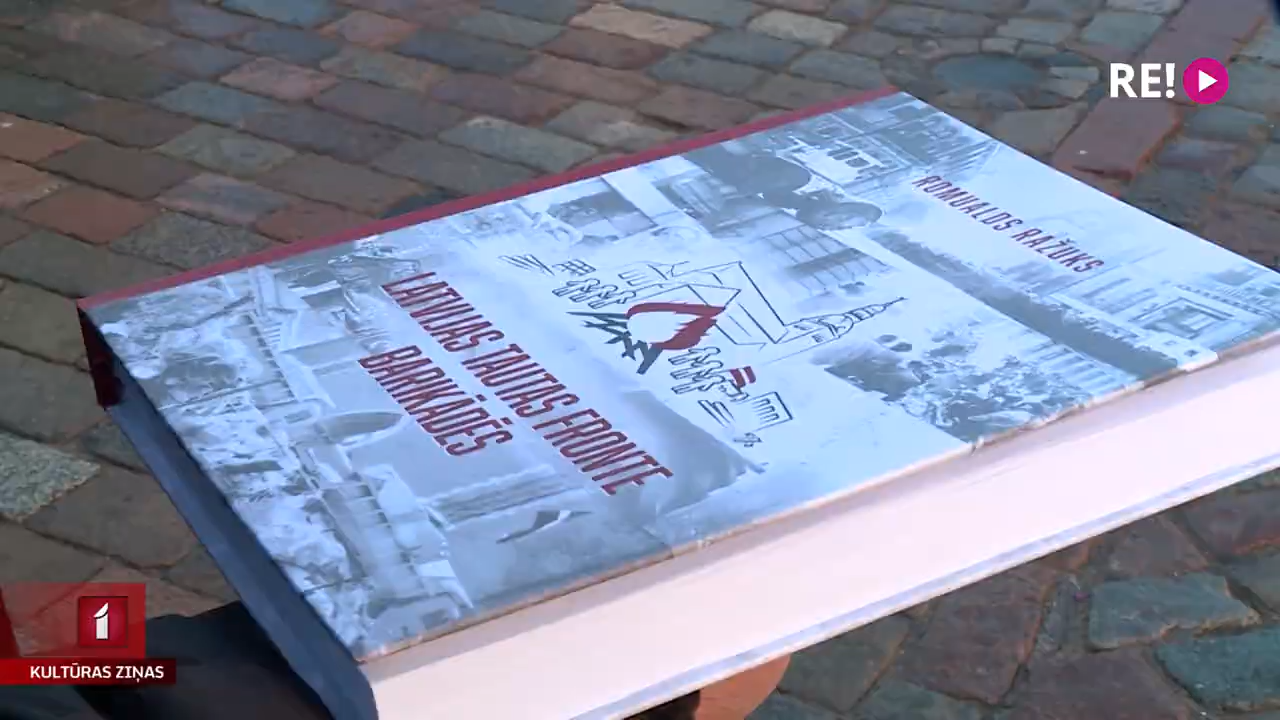 RE!
ROMUALDS RAŽUKS
LATVIJAS TAUTAS FRONTE
BARIKĀDĒS
1
KULTŪRAS ZIŅAS